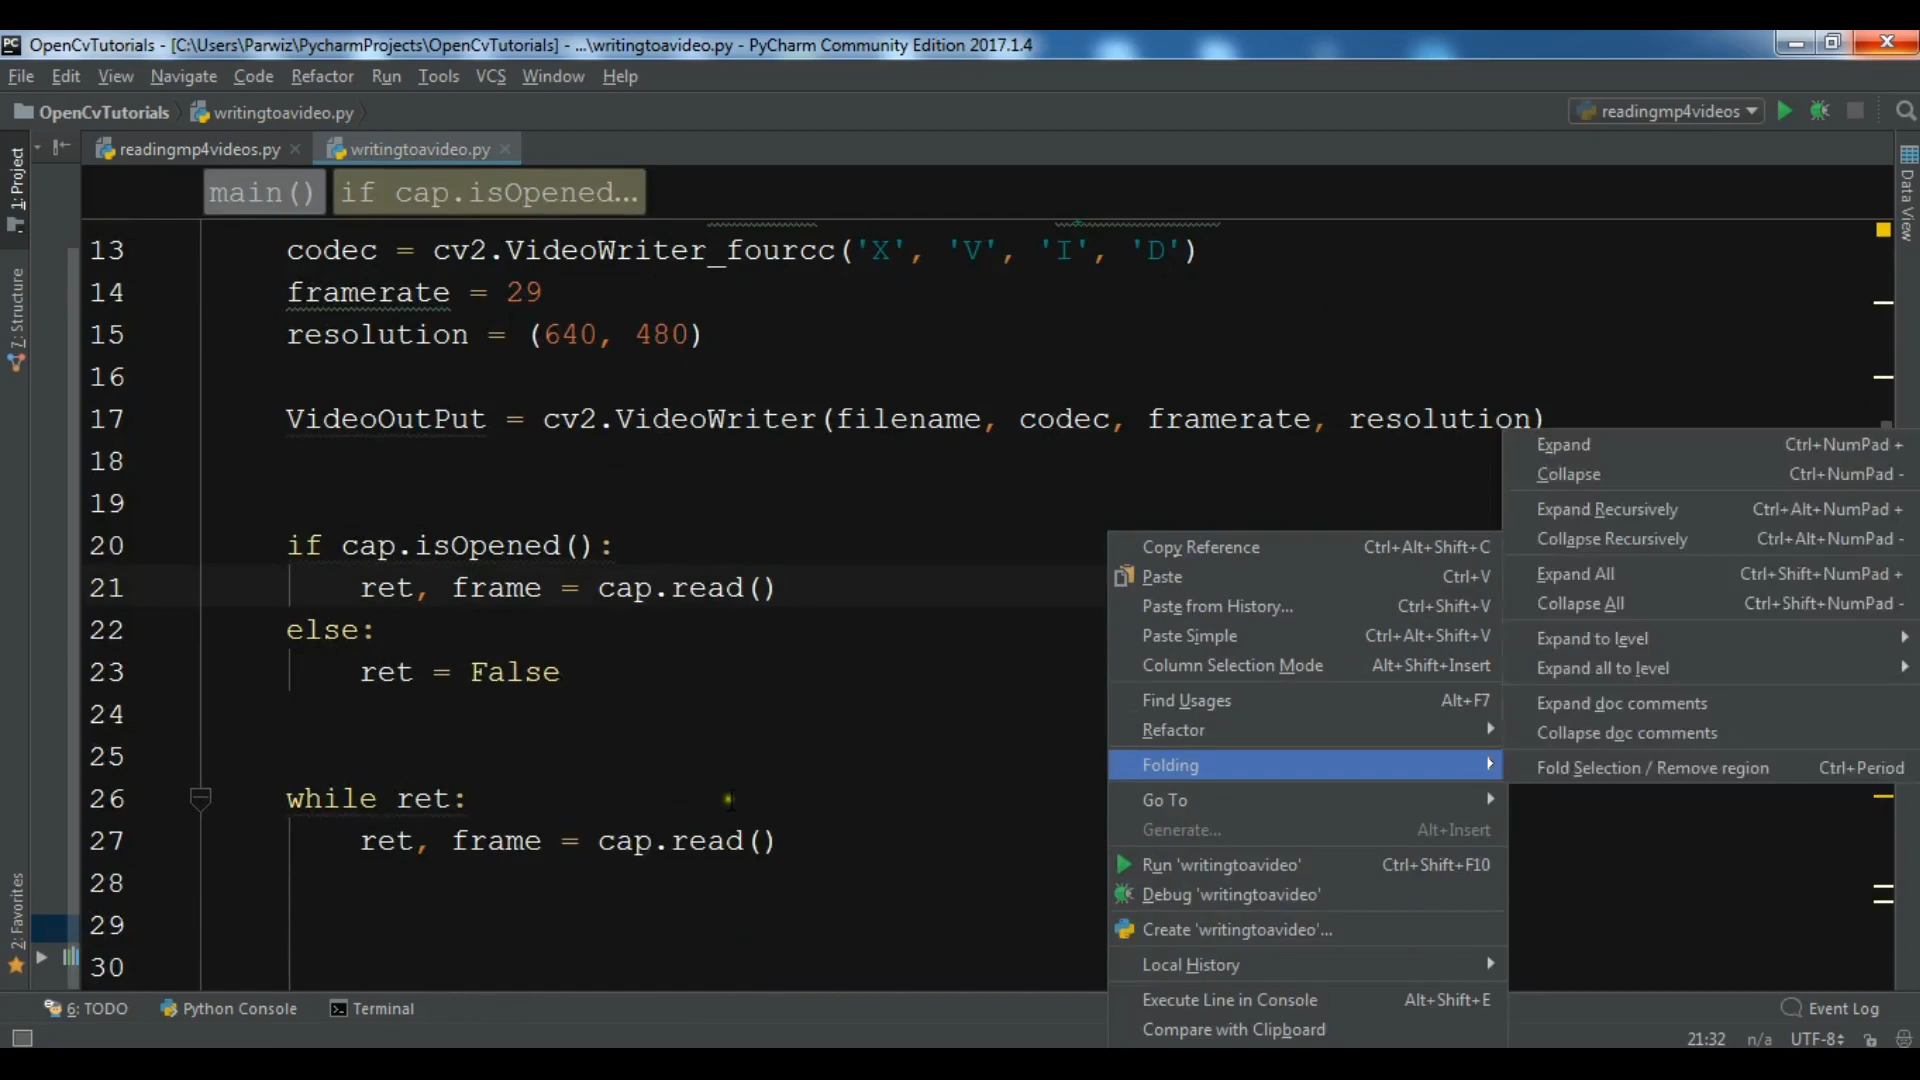 OpenCvTutorials - [C:\Users\Parwiz\PycharmProjects\OpenCvTutorials] - ...\writingtoavideo.py - PyCharm Community Edition 2017.1.4
File Edit View Navigate Code Refactor Run Tools VCS Window Help
OpenCvTutorials writingtoavideo.py readingmp4videos
readingmp4videos.py writingtoavideo.py
main() if cap.isOpened...
13 codec = cv2.VideoWriter_fourcc('X', 'V', 'I', 'D')
14 framerate = 29
15 resolution = (640, 480)
16
17 VideoOutPut = cv2.VideoWriter(filename, codec, framerate, resolution)
18
19
20 if cap.isOpened():
21 ret, frame = cap.read()
22 else:
23 ret = False
24
25
26 while ret:
27 ret, frame = cap.read()
28
29
30
Copy Reference Ctrl+Alt+Shift+C
Paste Ctrl+V
Paste from History... Ctrl+Shift+V
Paste Simple Ctrl+Alt+Shift+V
Column Selection Mode Alt+Shift+Insert
Find Usages Alt+F7
Refactor
Folding
Go To
Generate... Alt+Insert
Run 'writingtoavideo' Ctrl+Shift+F10
Debug 'writingtoavideo'
Create 'writingtoavideo'...
Local History
Execute Line in Console Alt+Shift+E
Compare with Clipboard
Expand Ctrl+NumPad +
Collapse Ctrl+NumPad -
Expand Recursively Ctrl+Alt+NumPad +
Collapse Recursively Ctrl+Alt+NumPad -
Expand All Ctrl+Shift+NumPad +
Collapse All Ctrl+Shift+NumPad -
Expand to level
Expand all to level
Expand doc comments
Collapse doc comments
Fold Selection / Remove region Ctrl+Period
1: Project
7: Structure
2: Favorites
Data View
6: TODO Python Console Terminal Event Log
21:32 n/a UTF-8